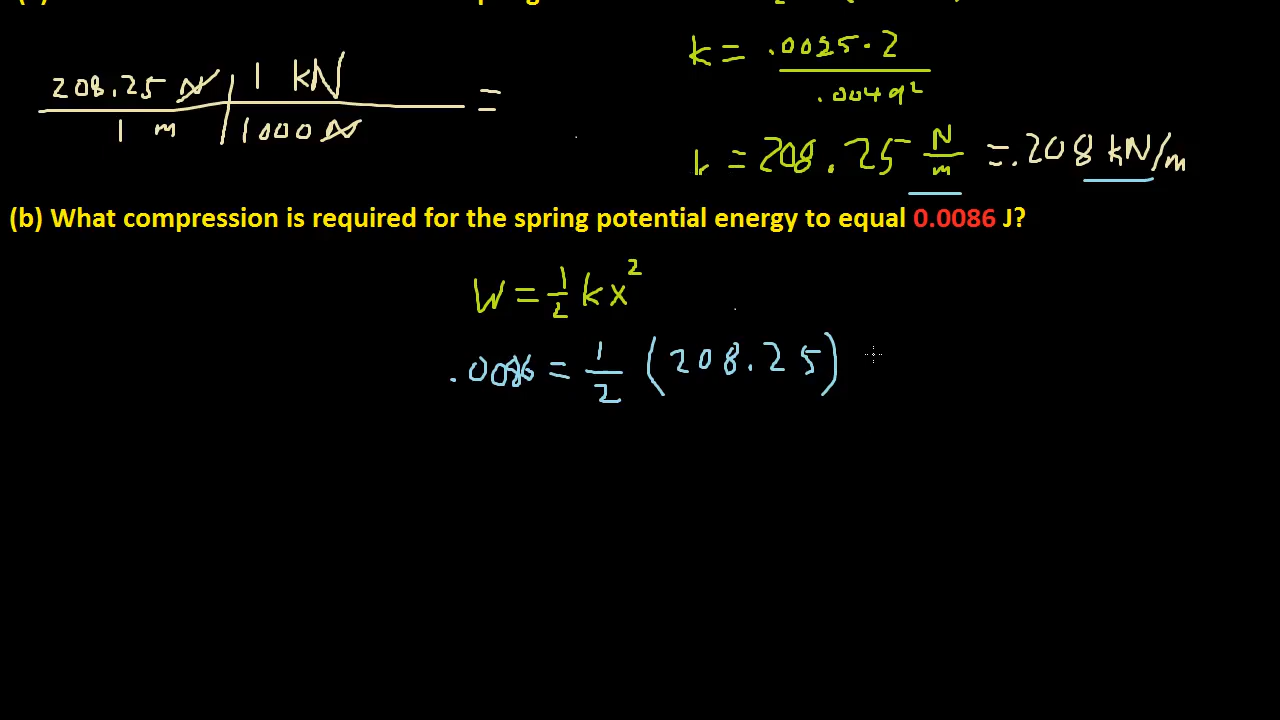 k = .0025 · 2
.0049²
208.25 N | 1 kN =
1 m | 1000 N
k = 208.25 N/m = .208 kN/m
(b) What compression is required for the spring potential energy to equal 0.0086 J?
W = 1/2 kx²
.0086 = 1/2 (208.25)